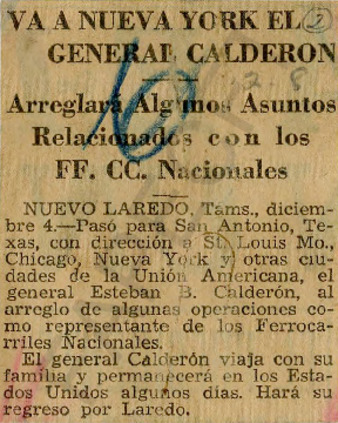 VA A NUEVA YORK EL
GENERAL CALDERON
Arreglará Algunos Asuntos
Relacionados con los
FF. CC. Nacionales
NUEVO LAREDO, Tams., diciem-
bre 4.—Pasó para San Antonio, Te-
xas, con dirección a St. Louis Mo.,
Chicago, Nueva York y otras ciu-
dades de la Unión Americana, el
general Esteban B. Calderón, al
arreglo de algunas operaciones co-
mo representante de los Ferroca-
rriles Nacionales.
El general Calderón viaja con su
familia y permanecerá en los Esta-
dos Unidos algunos días. Hará su
regreso por Laredo.